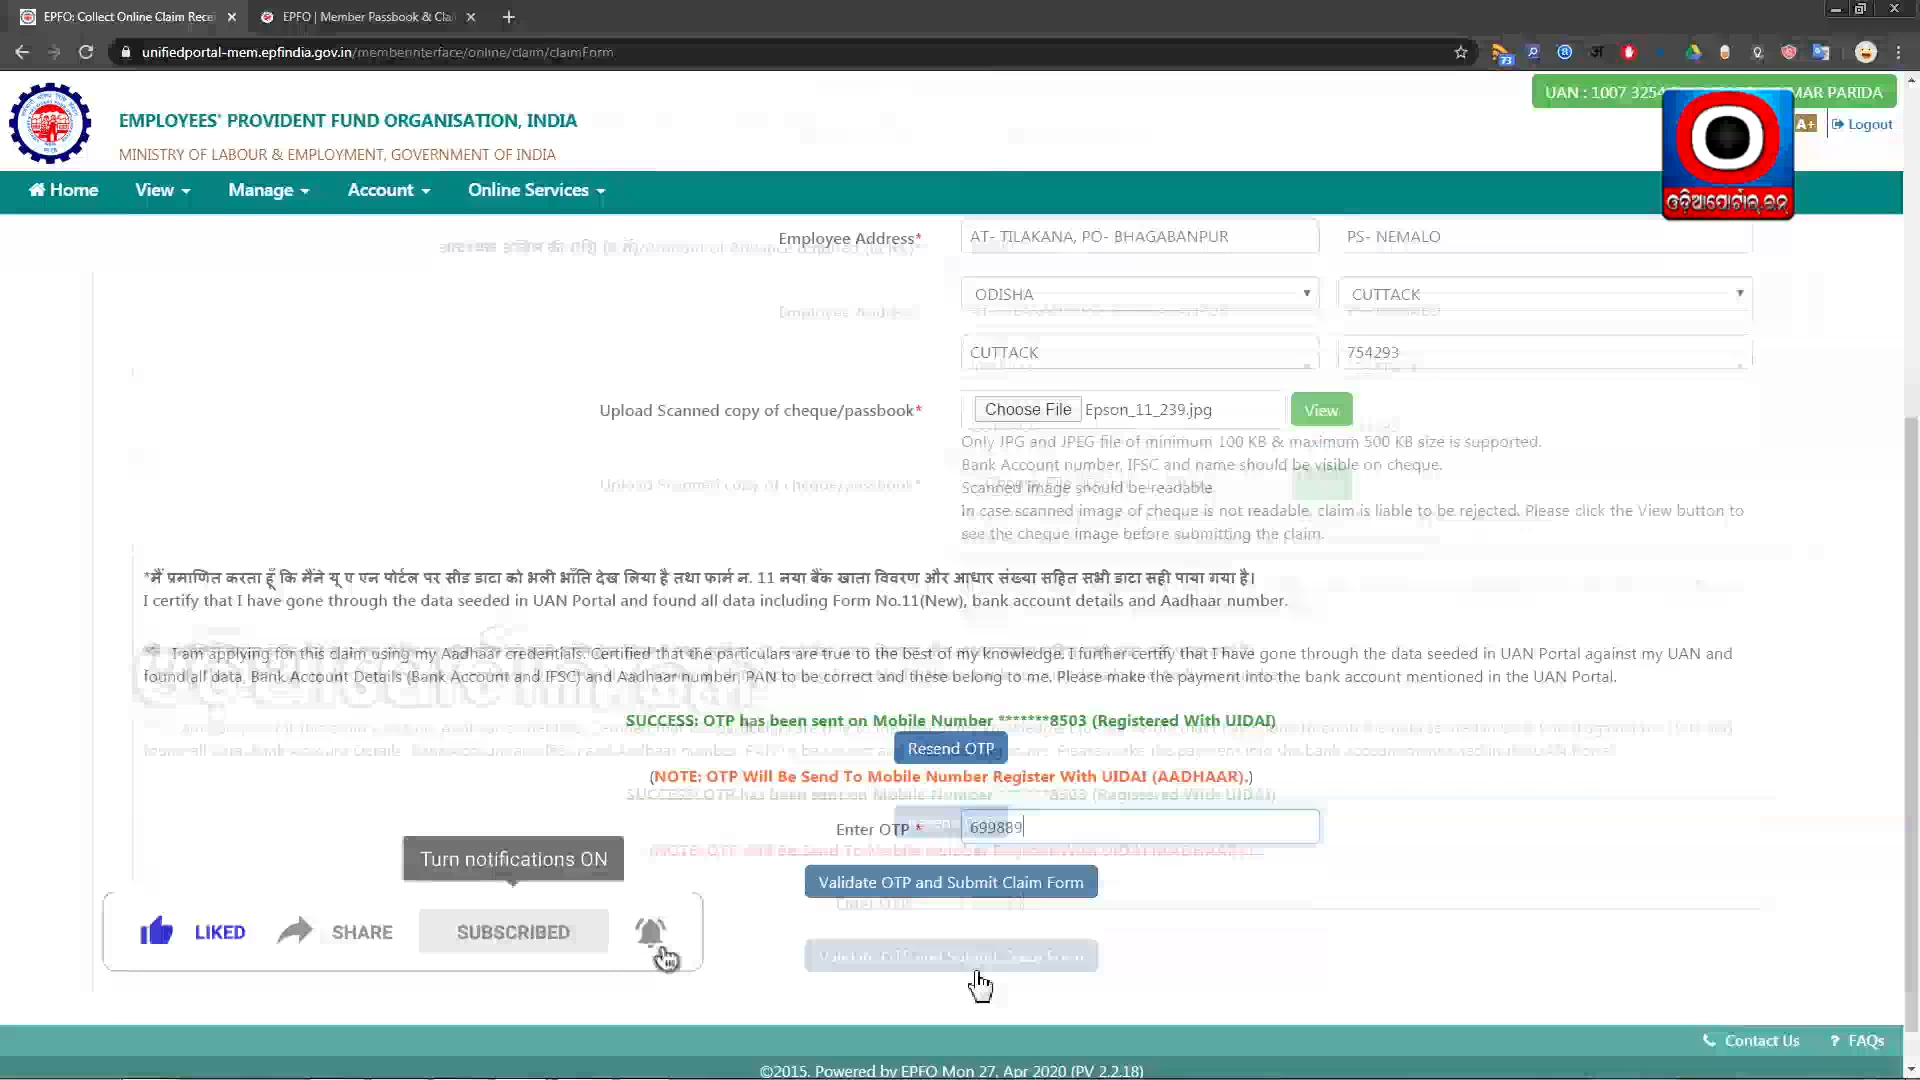 EPFO: Collect Online Claim Rece
EPFO | Member Passbook & Cla
unifiedportal-mem.epfindia.gov.in/memberinterface/online/claim/claimForm
73
UAN : 1007 3254
MAR PARIDA
EMPLOYEES' PROVIDENT FUND ORGANISATION, INDIA
A+
Logout
MINISTRY OF LABOUR & EMPLOYMENT, GOVERNMENT OF INDIA
ଓଡ଼ିଆପୋର୍ଟାଲ.ଇନ୍
Home
View
Manage
Account
Online Services
Employee Address*
AT- TILAKANA, PO- BHAGABANPUR
PS- NEMALO
ODISHA
CUTTACK
CUTTACK
754293
Upload Scanned copy of cheque/passbook*
Choose File
Epson_11_239.jpg
View
Only JPG and JPEG file of minimum 100 KB & maximum 500 KB size is supported.
Bank Account number, IFSC and name should be visible on cheque.
Scanned image should be readable
In case scanned image of cheque is not readable, claim is liable to be rejected. Please click the View button to
see the cheque image before submitting the claim.
*मैं प्रमाणित करता हूँ कि मैंने यू ए एन पोर्टल पर सीड डाटा को भली भाँति देख लिया है तथा फार्म न. 11 नया बैंक खाता विवरण और आधार संख्या सहित सभी डाटा सही पाया गया है।
I certify that I have gone through the data seeded in UAN Portal and found all data including Form No.11(New), bank account details and Aadhaar number.
I am applying for this claim using my Aadhaar credentials. Certified that the particulars are true to the best of my knowledge. I further certify that I have gone through the data seeded in UAN Portal against my UAN and
found all data, Bank Account Details (Bank Account and IFSC) and Aadhaar number, PAN to be correct and these belong to me. Please make the payment into the bank account mentioned in the UAN Portal.
SUCCESS: OTP has been sent on Mobile Number *******8503 (Registered With UIDAI)
Resend OTP
(NOTE: OTP Will Be Send To Mobile Number Register With UIDAI (AADHAAR).)
Enter OTP *
699889
Validate OTP and Submit Claim Form
Turn notifications ON
LIKED
SHARE
SUBSCRIBED
Contact Us
? FAQs
©2015. Powered by EPFO Mon 27, Apr 2020 (PV 2.2.18)